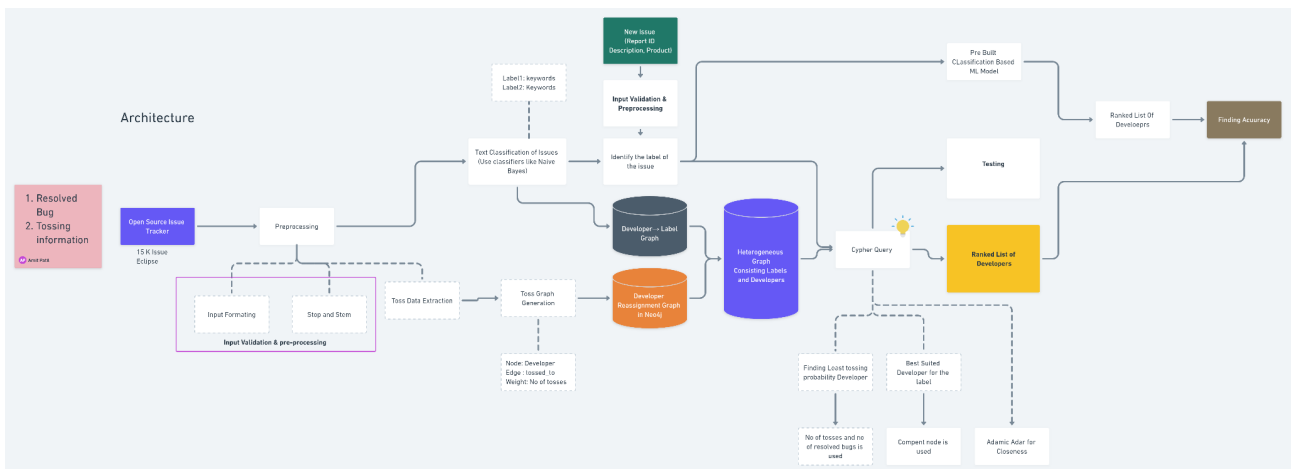 Architecture
1. Resolved
Bug
2. Tossing
information
Amit Patil
Open Source Issue
Tracker
15 K Issue
Eclipse
Preprocessing
Input Formating
Stop and Stem
Input Validation & pre-processing
Toss Data Extraction
Label1: keywords
Label2: Keywords
Text Classification of Issues
(Use classifiers like Naive
Bayes)
Toss Graph
Generation
Node: Developer
Edge : tossed_to
Weight: No of tosses
New Issue
(Report ID
Description, Product)
Input Validation &
Preprocessing
Identify the label of
the issue
Developer→ Label
Graph
Developer
Reassignment Graph
in Neo4j
Heterogeneous
Graph
Consisting Labels
and Developers
Cypher Query
Finding Least tossing
probability Developer
No of tosses and no
of resolved bugs is
used
Best Suited
Developer for the
label
Compent node is
used
Adamic Adar for
Closeness
Pre Built
CLassification Based
ML Model
Testing
Ranked List of
Developers
Ranked List Of
Develoeprs
Finding Acuuracy